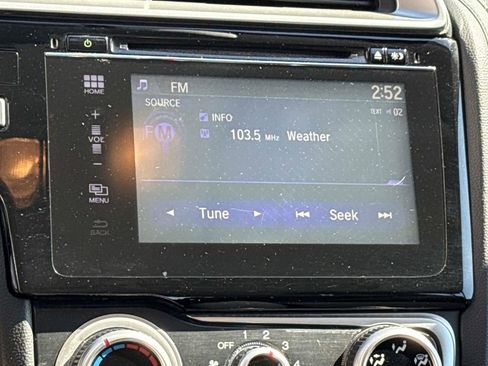 FM
2:52
HOME
SOURCE
TEXT 02
INFO
+
VOL
FM
103.5 MHz Weather
−
MENU
Tune
Seek
BACK
OFF 1 2 3 4